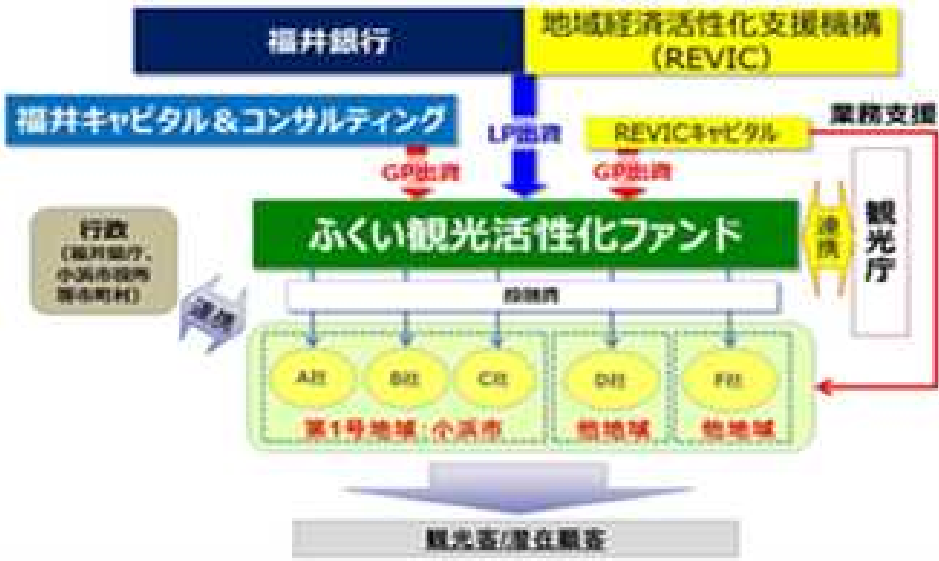 福井銀行
地域経済活性化支援機構
(REVIC)
福井キャピタル＆コンサルティング
LP出資
REVICキャピタル
業務支援
GP出資
GP出資
ふくい観光活性化ファンド
連携
観光庁
行政
(福井県庁、
小浜市役所
市町村)
連携
投融資
A社
B社
C社
D社
F社
第1号地域：小浜市
他地域
他地域
観光客/潜在顧客